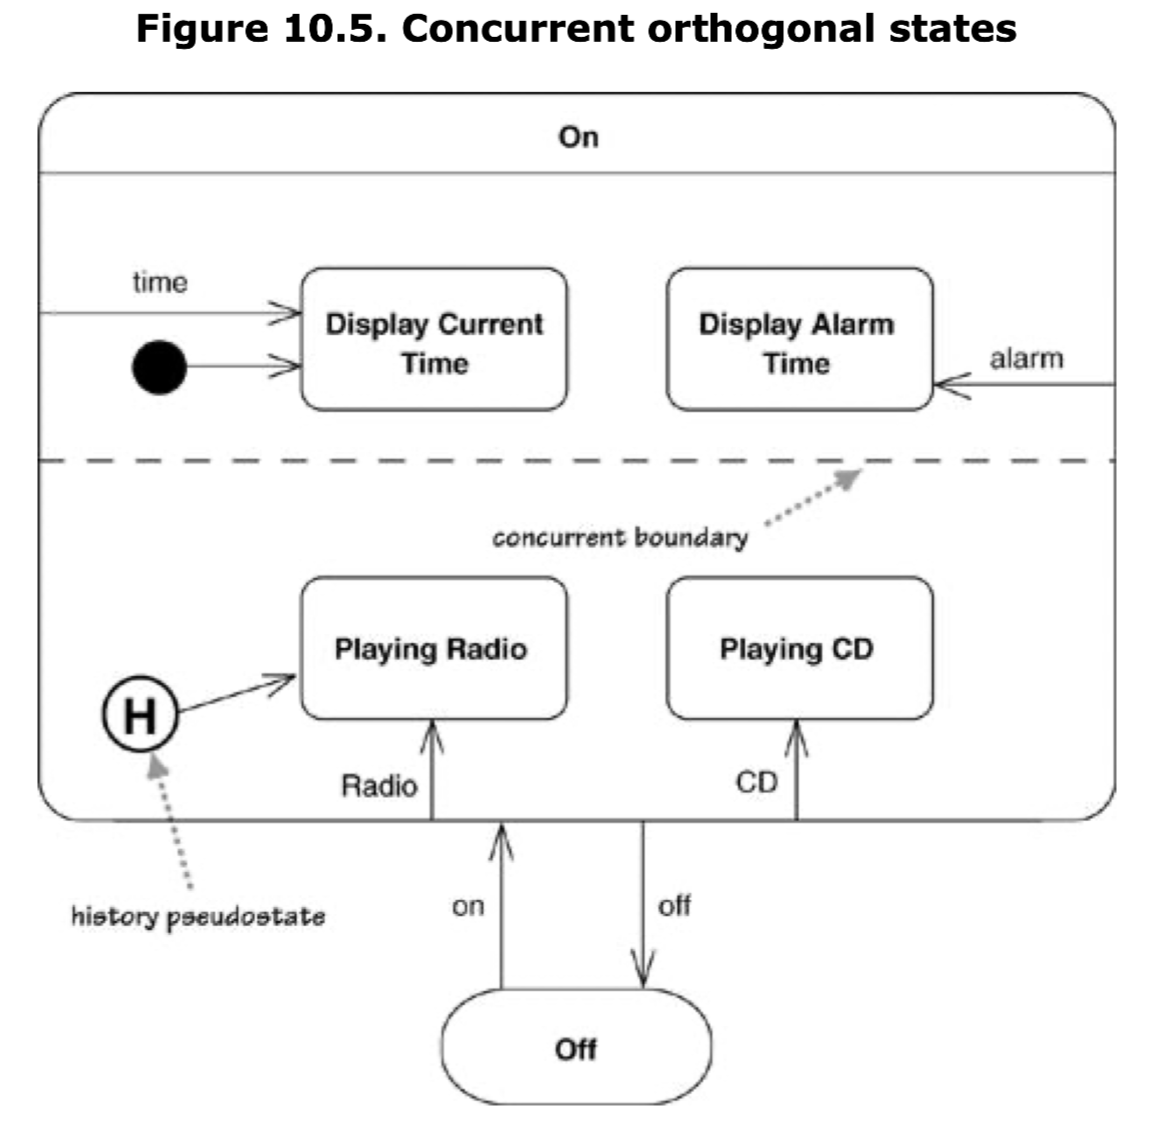 Figure 10.5. Concurrent orthogonal states
On
time
Display Current
Time
Display Alarm
Time
alarm
concurrent boundary
Playing Radio
Playing CD
H
Radio
CD
history pseudostate
on
off
Off